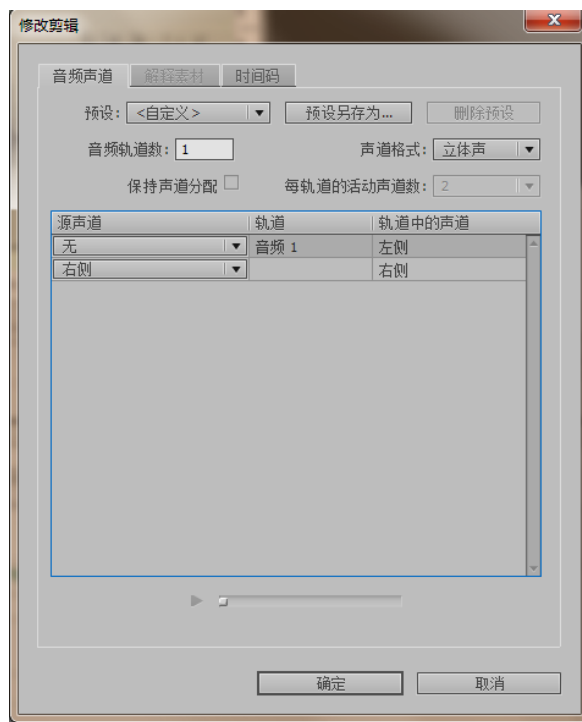 修改剪辑
音频声道 解释素材 时间码
预设: <自定义> 预设另存为... 删除预设
音频轨道数: 1 声道格式: 立体声
保持声道分配 每轨道的活动声道数: 2
源声道 轨道 轨道中的声道
无 音频 1 左侧
右侧 右侧
确定 取消